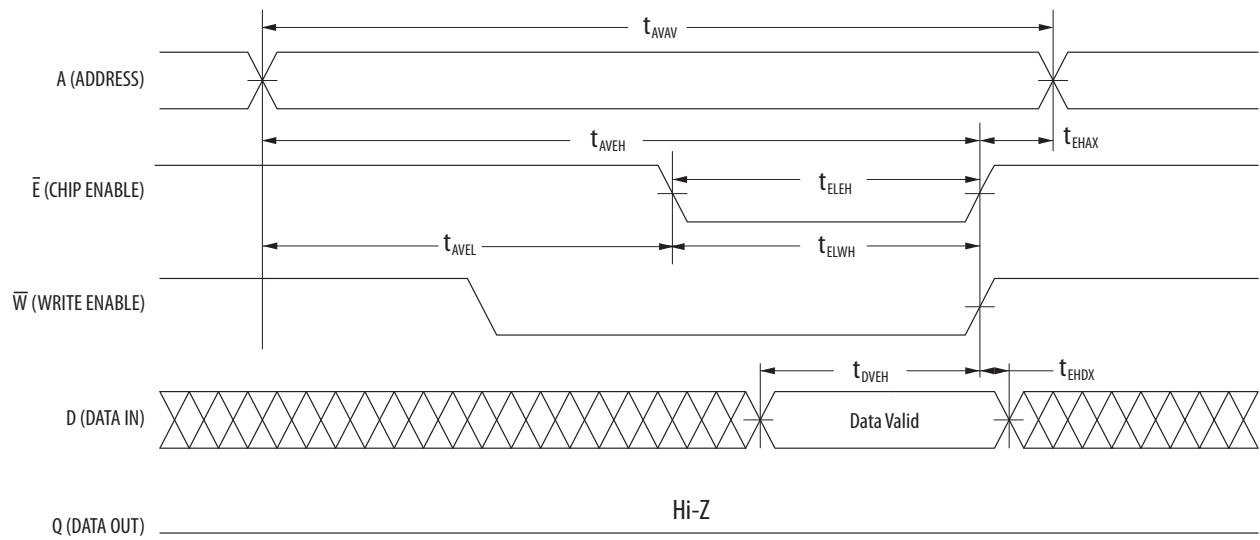 tAVAV
A (ADDRESS)
tAVEH
tEHAX
E̅ (CHIP ENABLE)
tELEH
tAVEL
tELWH
W̅ (WRITE ENABLE)
tDVEH
tEHDX
D (DATA IN)
Data Valid
Hi-Z
Q (DATA OUT)